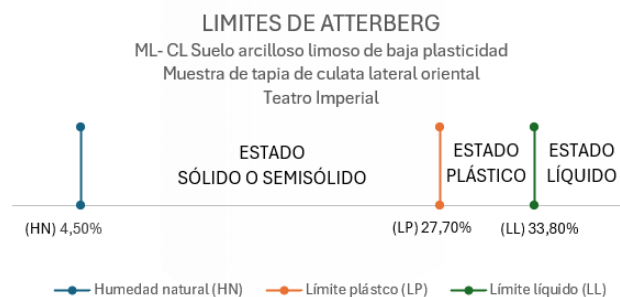 LIMITES DE ATTERBERG
ML- CL Suelo arcilloso limoso de baja plasticidad
Muestra de tapia de culata lateral oriental
Teatro Imperial
ESTADO
SÓLIDO O SEMISÓLIDO
ESTADO
PLÁSTICO
ESTADO
LÍQUIDO
(HN) 4,50%
(LP) 27,70%
(LL) 33,80%
Humedad natural (HN)
Límite plástco (LP)
Límite líquido (LL)